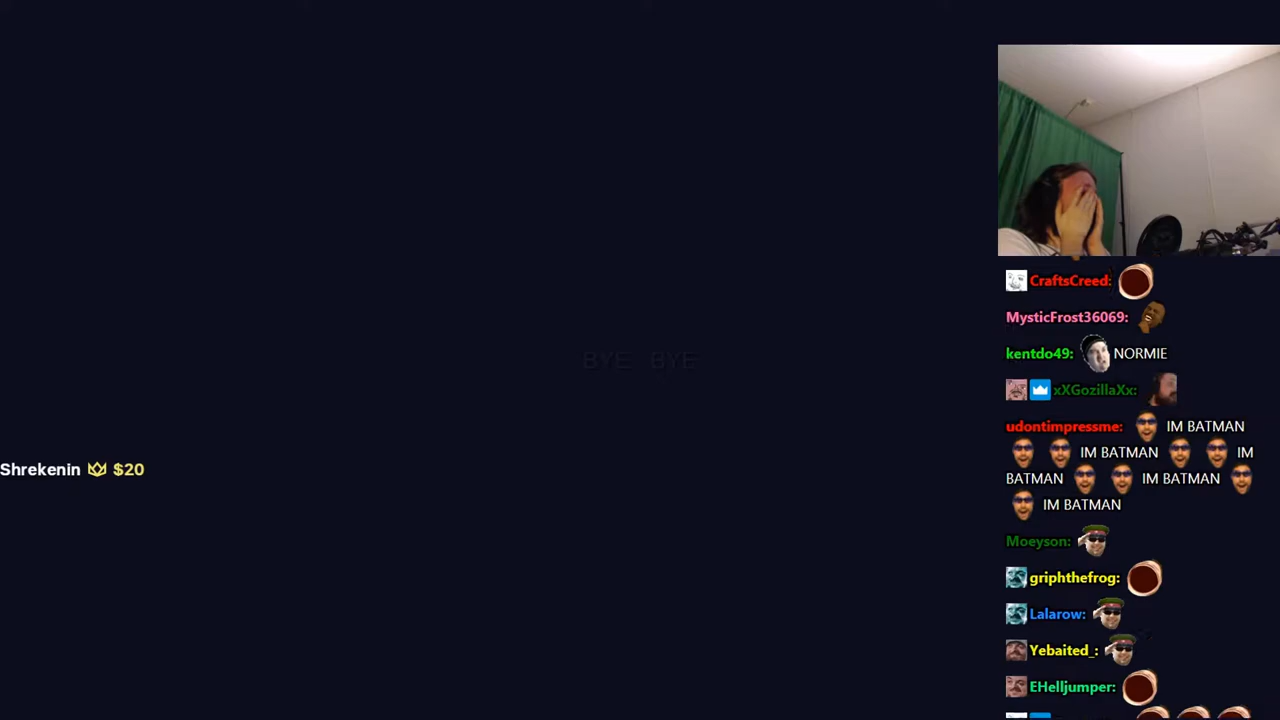 CraftsCreed:
MysticFrost36069:
kentdo49: NORMIE
BYE BYE
xXGozillaXx:
udontimpressme: IM BATMAN
IM BATMAN IM
BATMAN IM BATMAN
IM BATMAN
Shrekenin $20
Moeyson:
griphthefrog:
Lalarow:
Yebaited_:
EHelljumper: